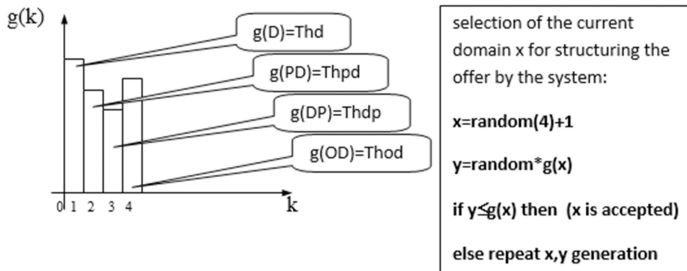 g(k)
g(D)=Thd
g(PD)=Thpd
g(DP)=Thdp
g(OD)=Thod
0 1 2 3 4
k
selection of the current
domain x for structuring the
offer by the system:
x=random(4)+1
y=random*g(x)
if y≤g(x) then (x is accepted)
else repeat x,y generation